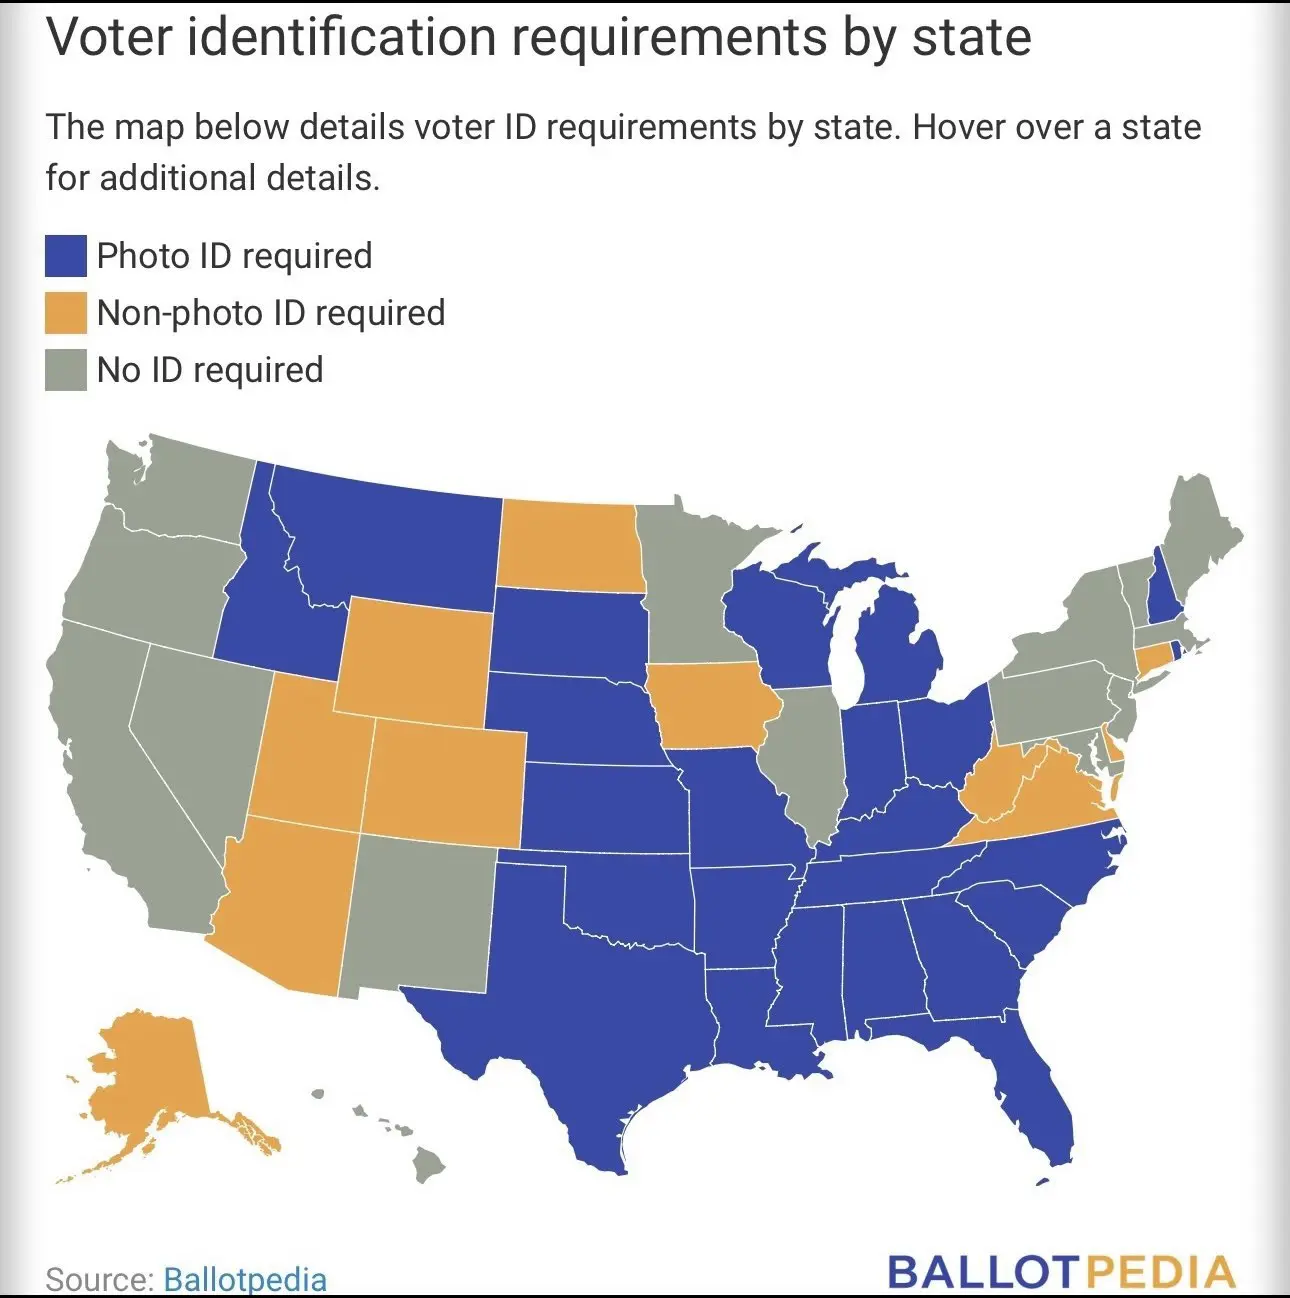 Voter identification requirements by state
The map below details voter ID requirements by state. Hover over a state
for additional details.
Photo ID required
Non-photo ID required
No ID required
Source: Ballotpedia
BALLOTPEDIA